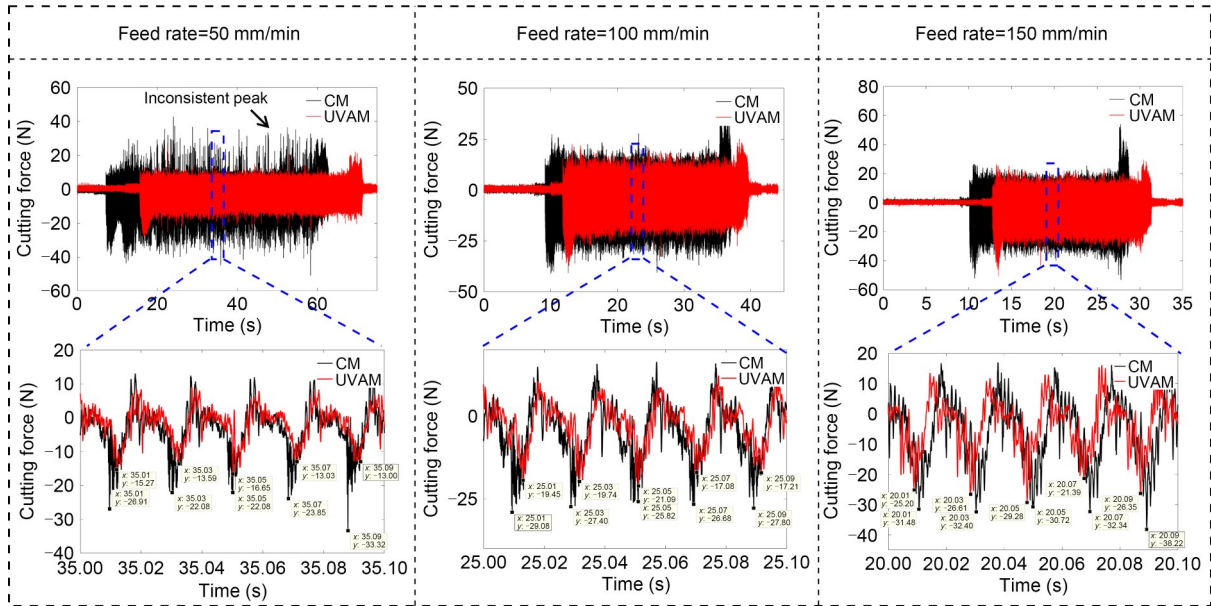 Feed rate=50 mm/min
Feed rate=100 mm/min
Feed rate=150 mm/min
60
40
20
0
−20
−40
−60
Cutting force (N)
Inconsistent peak
CM
UVAM
0 20 40 60
Time (s)
50
25
0
−25
−50
Cutting force (N)
CM
UVAM
0 10 20 30 40
Time (s)
80
60
40
20
0
−20
−40
−60
Cutting force (N)
CM
UVAM
0 5 10 15 20 25 30 35
Time (s)
20
10
0
−10
−20
−30
−40
Cutting force (N)
CM
UVAM
x: 35.01
y: −15.27
x: 35.01
y: −26.91
x: 35.03
y: −13.59
x: 35.03
y: −22.08
x: 35.05
y: −16.65
x: 35.05
y: −22.08
x: 35.07
y: −13.03
x: 35.07
y: −23.85
x: 35.09
y: −13.00
x: 35.09
y: −33.32
35.00 35.02 35.04 35.06 35.08 35.10
Time (s)
0
−25
Cutting force (N)
CM
UVAM
x: 25.01
y: −19.45
x: 25.01
y: −29.08
x: 25.03
y: −19.74
x: 25.03
y: −27.40
x: 25.05
y: −21.09
x: 25.05
y: −25.82
x: 25.07
y: −17.08
x: 25.07
y: −26.68
x: 25.09
y: −17.21
x: 25.09
y: −27.80
25.00 25.02 25.04 25.06 25.08 25.10
Time (s)
20
10
0
−10
−20
−30
−40
Cutting force (N)
CM
UVAM
x: 20.01
y: −25.20
x: 20.01
y: −31.48
x: 20.03
y: −26.61
x: 20.03
y: −32.40
x: 20.05
y: −29.28
x: 20.05
y: −30.72
x: 20.07
y: −21.39
x: 20.07
y: −32.34
x: 20.09
y: −26.35
x: 20.09
y: −38.22
20.00 20.02 20.04 20.06 20.08 20.10
Time (s)